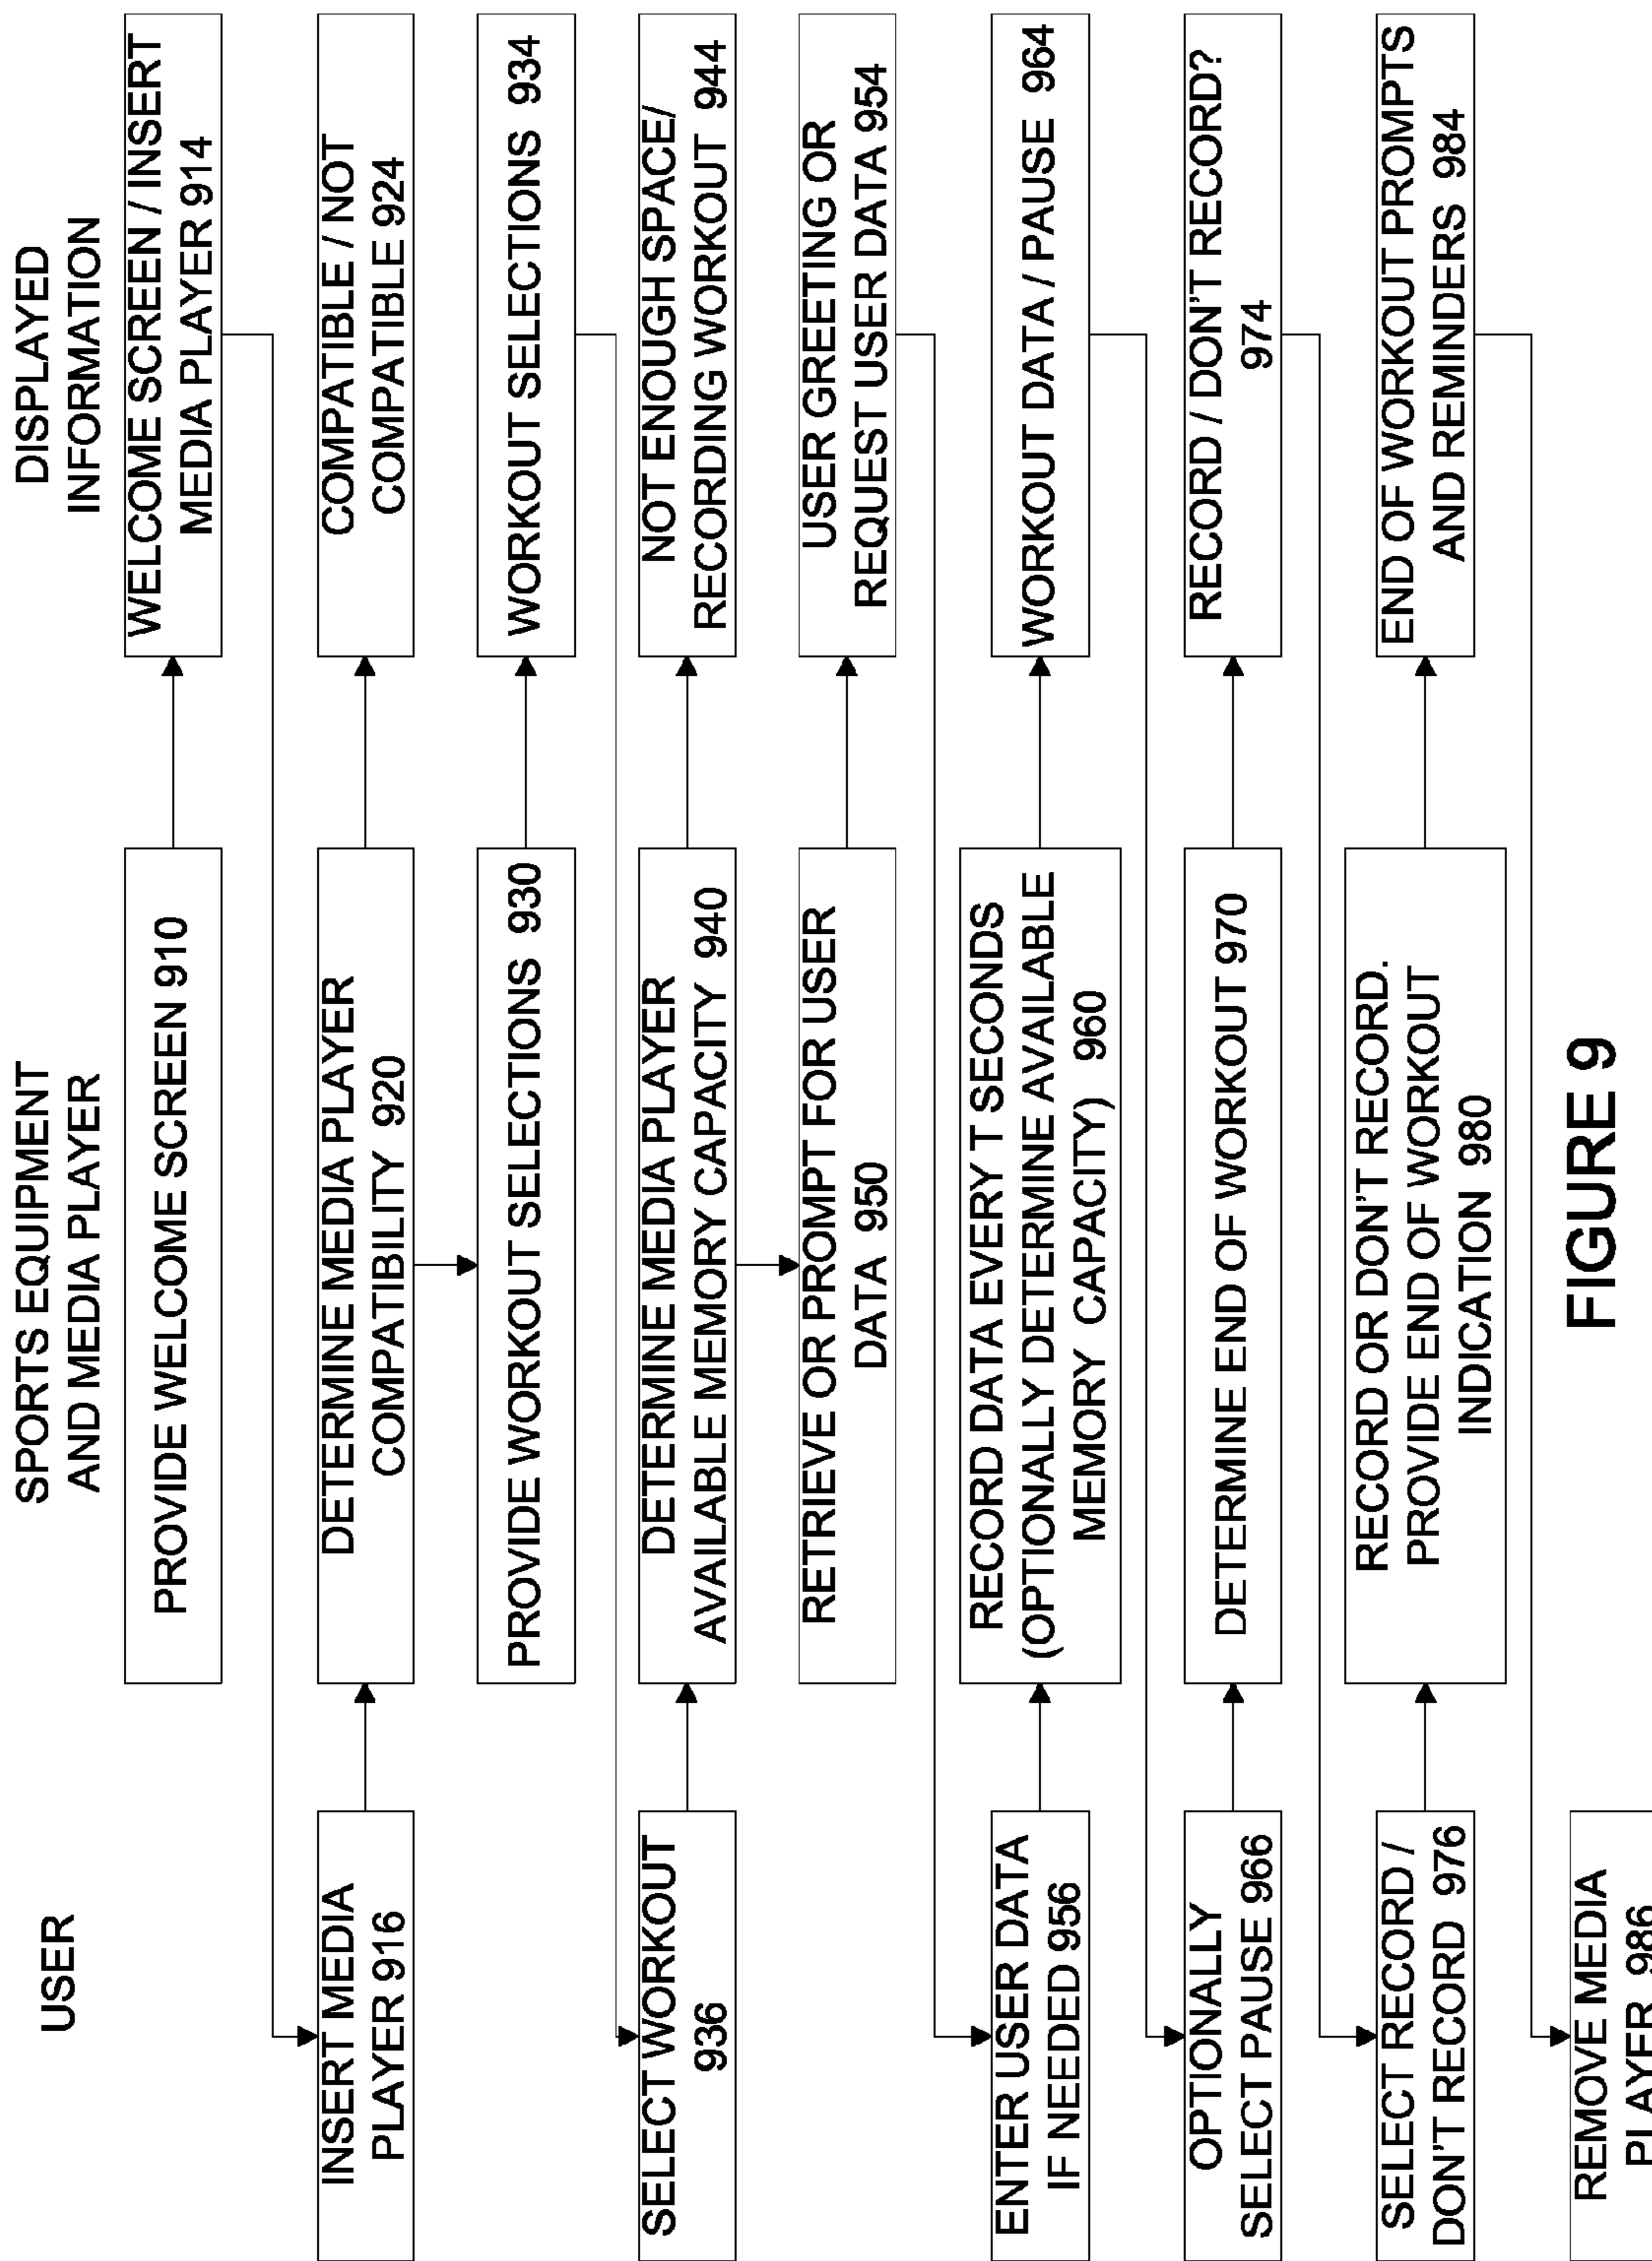 USER
SPORTS EQUIPMENT
AND MEDIA PLAYER
DISPLAYED
INFORMATION
PROVIDE WELCOME SCREEN 910
WELCOME SCREEN / INSERT
MEDIA PLAYER 914
INSERT MEDIA
PLAYER 916
DETERMINE MEDIA PLAYER
COMPATIBILITY 920
COMPATIBLE / NOT
COMPATIBLE 924
PROVIDE WORKOUT SELECTIONS 930
WORKOUT SELECTIONS 934
SELECT WORKOUT
936
DETERMINE MEDIA PLAYER
AVAILABLE MEMORY CAPACITY 940
NOT ENOUGH SPACE/
RECORDING WORKOUT 944
RETRIEVE OR PROMPT FOR USER
DATA 950
USER GREETING OR
REQUEST USER DATA 954
ENTER USER DATA
IF NEEDED 956
RECORD DATA EVERY T SECONDS
(OPTIONALLY DETERMINE AVAILABLE
MEMORY CAPACITY) 960
WORKOUT DATA / PAUSE 964
OPTIONALLY
SELECT PAUSE 966
DETERMINE END OF WORKOUT 970
RECORD / DON'T RECORD?
974
SELECT RECORD /
DON'T RECORD 976
RECORD OR DON'T RECORD.
PROVIDE END OF WORKOUT
INDICATION 980
END OF WORKOUT PROMPTS
AND REMINDERS 984
REMOVE MEDIA
PLAYER 986
FIGURE 9